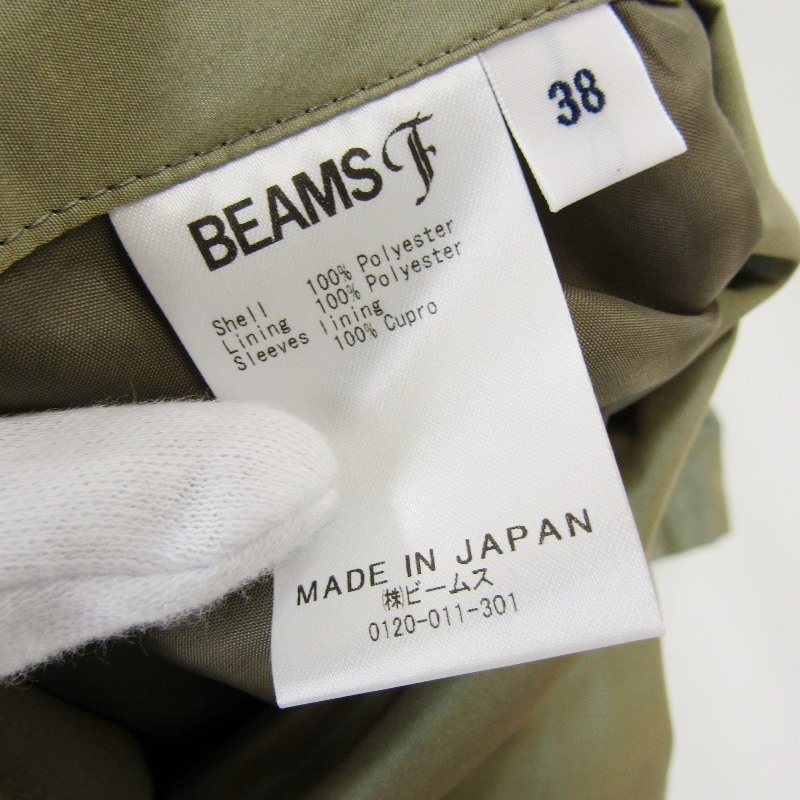 38
BEAMS F
Shell 100% Polyester
Lining 100% Polyester
Sleeves lining
100% Cupro
MADE IN JAPAN
㈱ビームス
0120-011-301